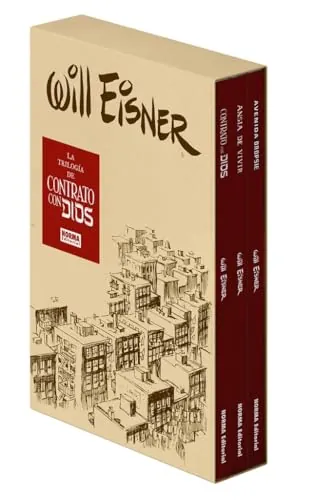 Will EISNER
LA
TRILOGÍA
DE
CONTRATO
CON DIOS
NORMA
Editorial
CONTRATO CON DIOS
Will EISNER
NORMA Editorial
ANSIA DE VIVIR
Will EISNER
NORMA Editorial
AVENIDA DROPSIE
Will EISNER
NORMA Editorial